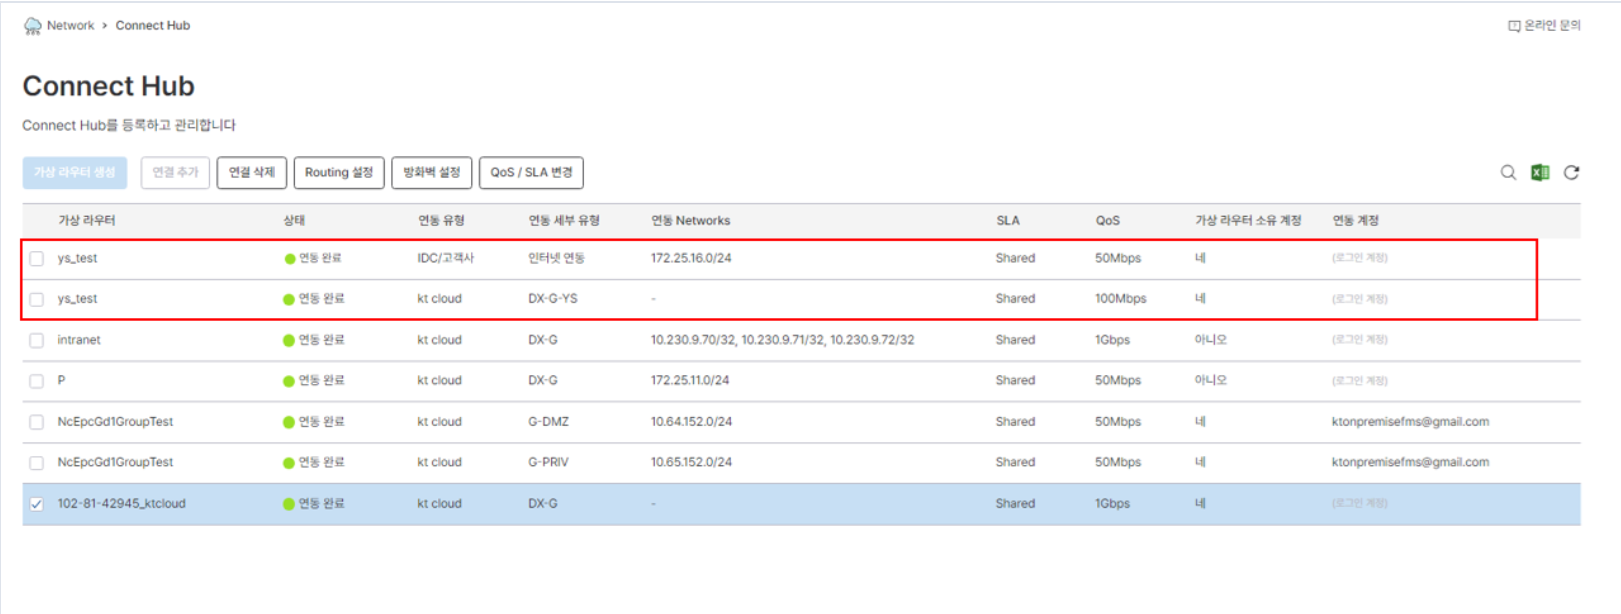 Network > Connect Hub
온라인 문의
Connect Hub
Connect Hub를 등록하고 관리합니다
가상 라우터 생성 연결 추가 연결 삭제 Routing 설정 방화벽 설정 QoS / SLA 변경
가상 라우터 상태 연동 유형 연동 세부 유형 연동 Networks SLA QoS 가상 라우터 소유 계정 연동 계정
ys_test 연동 완료 IDC/고객사 인터넷 연동 172.25.16.0/24 Shared 50Mbps 네 (로그인 계정)
ys_test 연동 완료 kt cloud DX-G-YS - Shared 100Mbps 네 (로그인 계정)
intranet 연동 완료 kt cloud DX-G 10.230.9.70/32, 10.230.9.71/32, 10.230.9.72/32 Shared 1Gbps 아니오 (로그인 계정)
P 연동 완료 kt cloud DX-G 172.25.11.0/24 Shared 50Mbps 아니오 (로그인 계정)
NcEpcGd1GroupTest 연동 완료 kt cloud G-DMZ 10.64.152.0/24 Shared 50Mbps 네 ktonpremisefms@gmail.com
NcEpcGd1GroupTest 연동 완료 kt cloud G-PRIV 10.65.152.0/24 Shared 50Mbps 네 ktonpremisefms@gmail.com
102-81-42945_ktcloud 연동 완료 kt cloud DX-G - Shared 1Gbps 네 (로그인 계정)